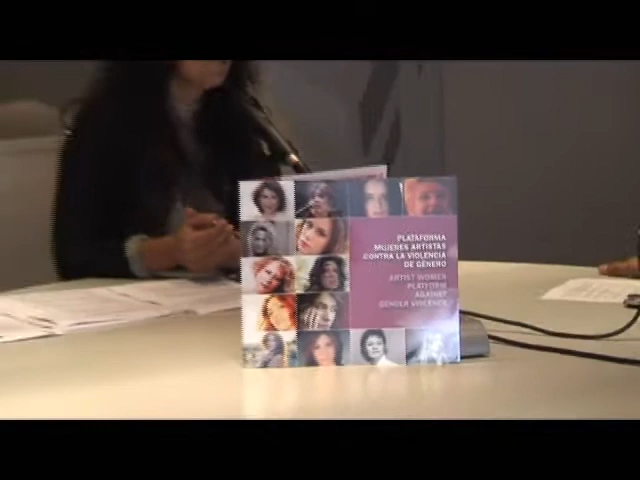 PLATAFORMA
MUJERES ARTISTAS
CONTRA LA VIOLENCIA
DE GÉNERO
ARTIST WOMEN
PLATFORM
AGAINST
GENDER VIOLENCE